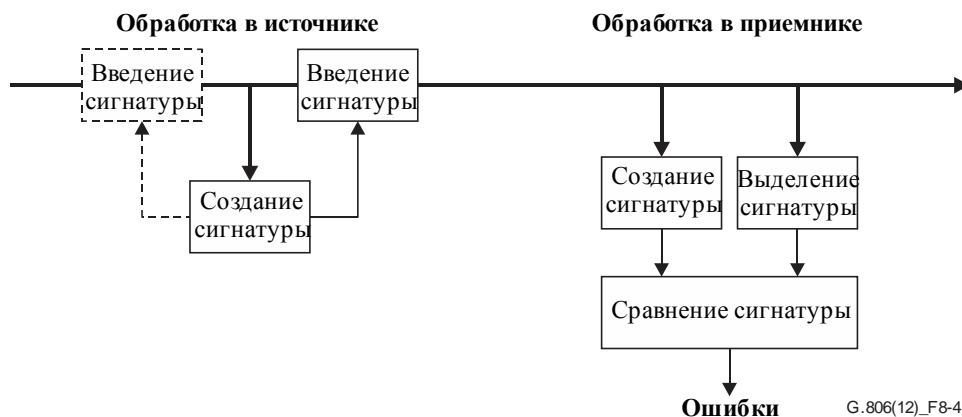 Обработка в источнике
Обработка в приемнике
Введение
сигнатуры
Введение
сигнатуры
Создание
сигнатуры
Создание
сигнатуры
Выделение
сигнатуры
Сравнение сигнатуры
Ошибки
G.806(12)_F8-4